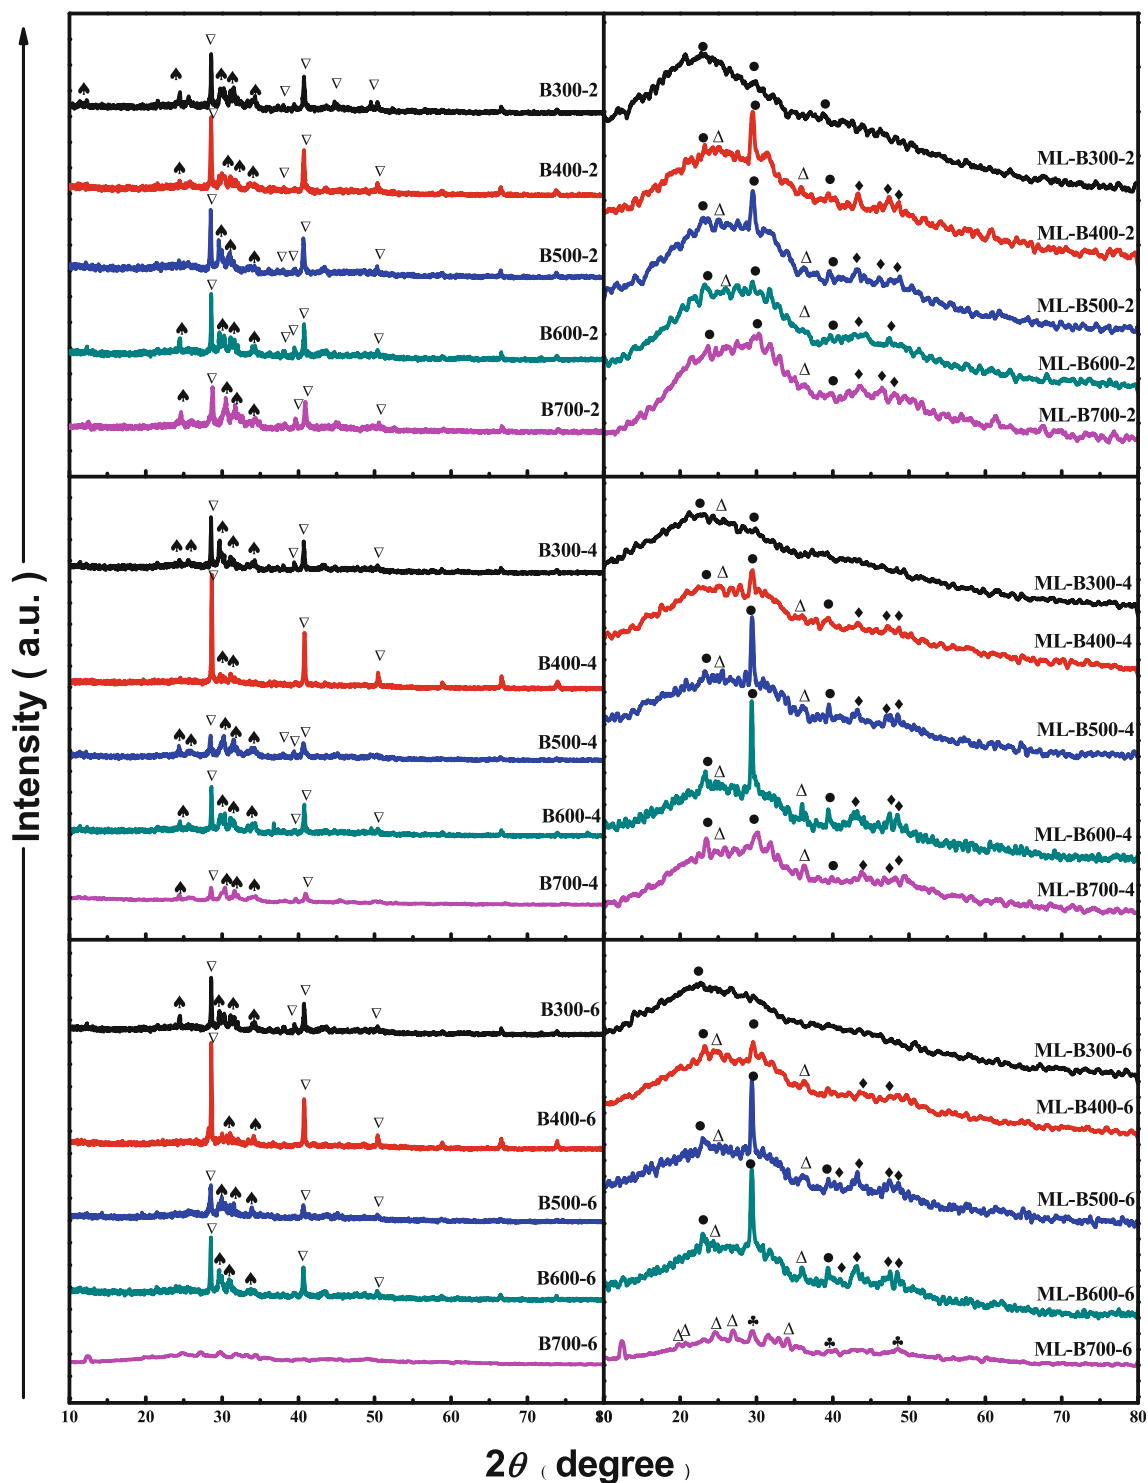 B300-2
B400-2
B500-2
B600-2
B700-2
ML-B300-2
ML-B400-2
ML-B500-2
ML-B600-2
ML-B700-2
B300-4
B400-4
B500-4
B600-4
B700-4
ML-B300-4
ML-B400-4
ML-B500-4
ML-B600-4
ML-B700-4
B300-6
B400-6
B500-6
B600-6
B700-6
ML-B300-6
ML-B400-6
ML-B500-6
ML-B600-6
ML-B700-6
Intensity ( a.u. )
10 20 30 40 50 60 70 20 30 40 50 60 70 80
2θ ( degree )